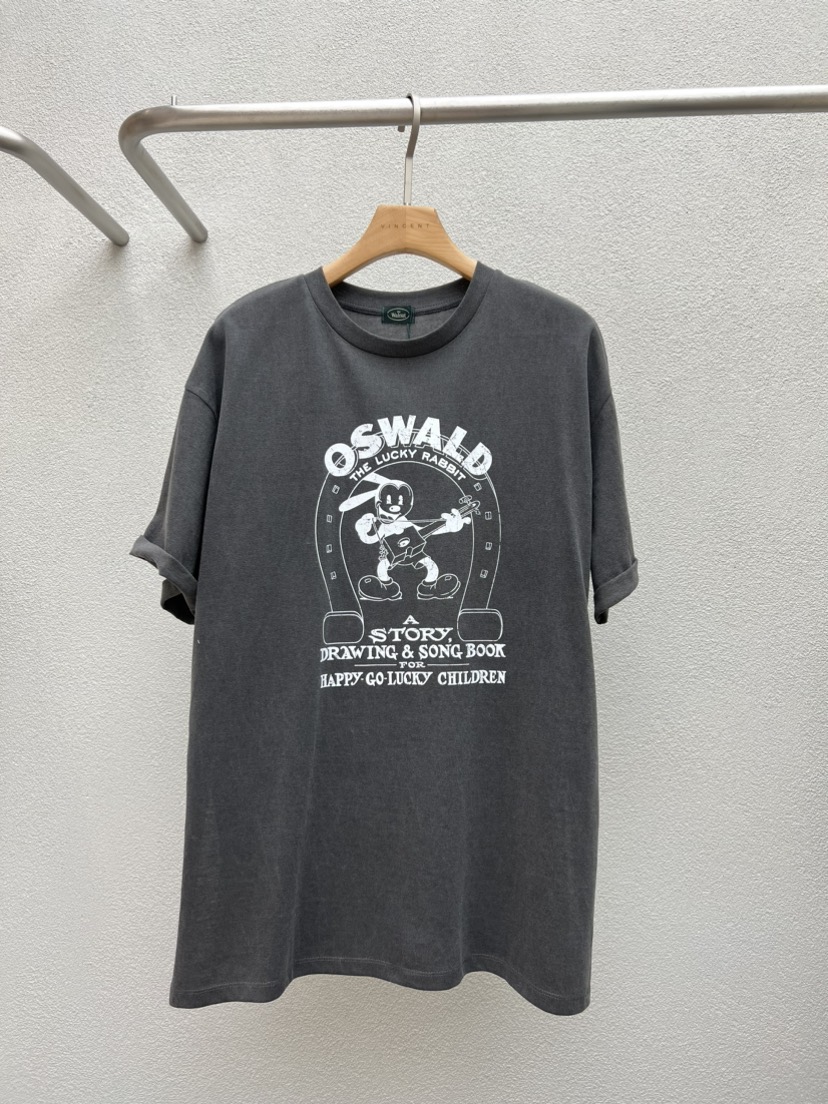 OSWALD
THE LUCKY RABBIT
A
STORY,
DRAWING & SONG BOOK
FOR
HAPPY-GO-LUCKY CHILDREN